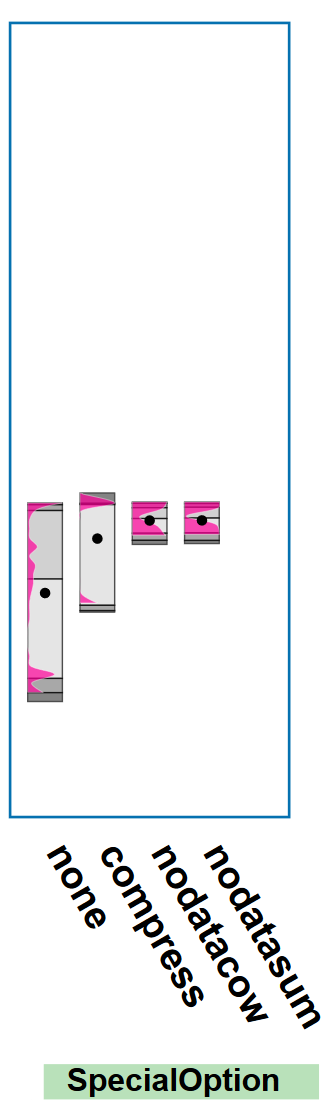 none
compress
nodatacow
nodatasum
SpecialOption